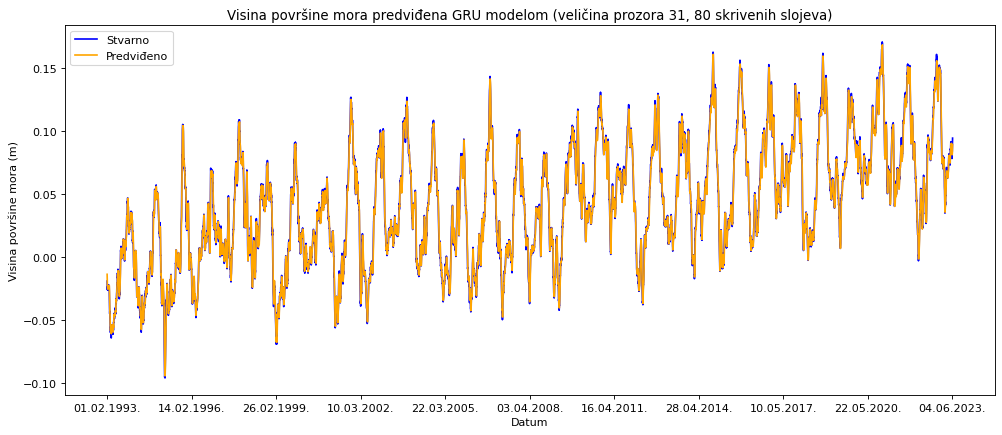 Visina površine mora predviđena GRU modelom (veličina prozora 31, 80 skrivenih slojeva)
Stvarno
Predviđeno
Visina površine mora (m)
0.15
0.10
0.05
0.00
−0.05
−0.10
01.02.1993. 14.02.1996. 26.02.1999. 10.03.2002. 22.03.2005. 03.04.2008. 16.04.2011. 28.04.2014. 10.05.2017. 22.05.2020. 04.06.2023.
Datum